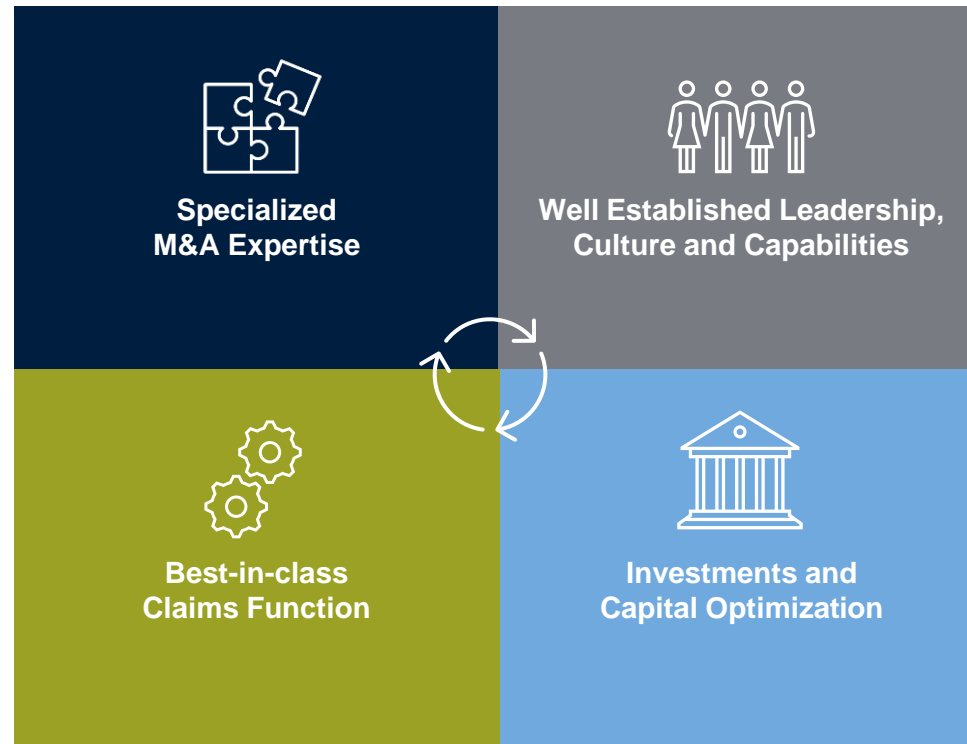 Specialized
M&A Expertise
Well Established Leadership,
Culture and Capabilities
Best-in-class
Claims Function
Investments and
Capital Optimization